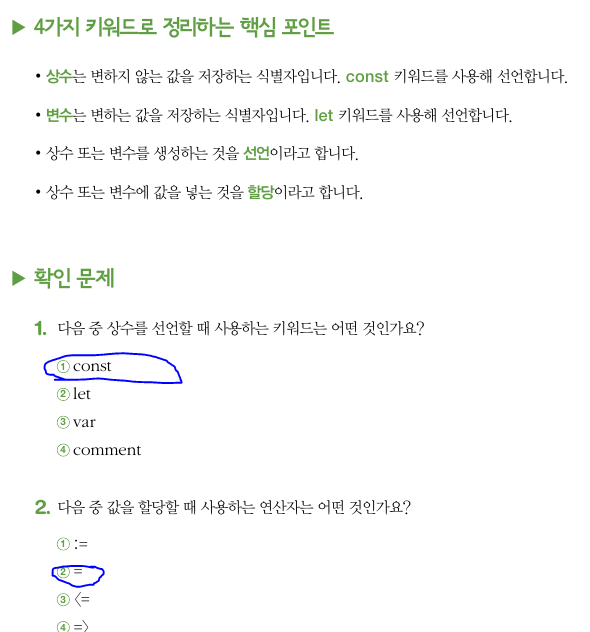 ▶ 4가지 키워드로 정리하는 핵심 포인트
• 상수는 변하지 않는 값을 저장하는 식별자입니다. const 키워드를 사용해 선언합니다.
• 변수는 변하는 값을 저장하는 식별자입니다. let 키워드를 사용해 선언합니다.
• 상수 또는 변수를 생성하는 것을 선언이라고 합니다.
• 상수 또는 변수에 값을 넣는 것을 할당이라고 합니다.
▶ 확인 문제
1. 다음 중 상수를 선언할 때 사용하는 키워드는 어떤 것인가요?
① const
② let
③ var
④ comment
2. 다음 중 값을 할당할 때 사용하는 연산자는 어떤 것인가요?
① :=
② =
③ 〈=
④ =〉